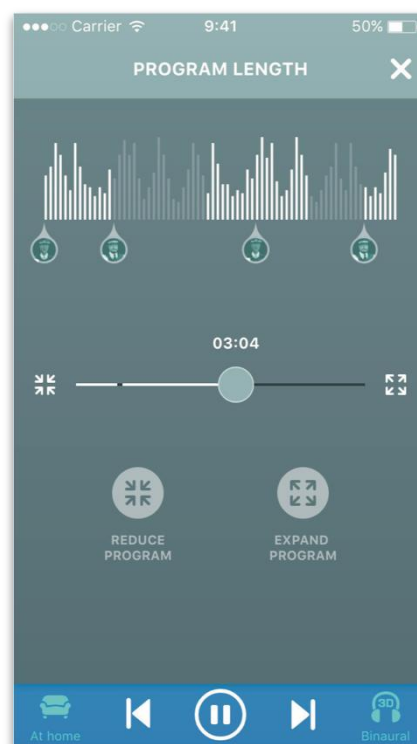 Carrier 9:41 50%
PROGRAM LENGTH
03:04
REDUCE PROGRAM
EXPAND PROGRAM
3D
At home
Binaural